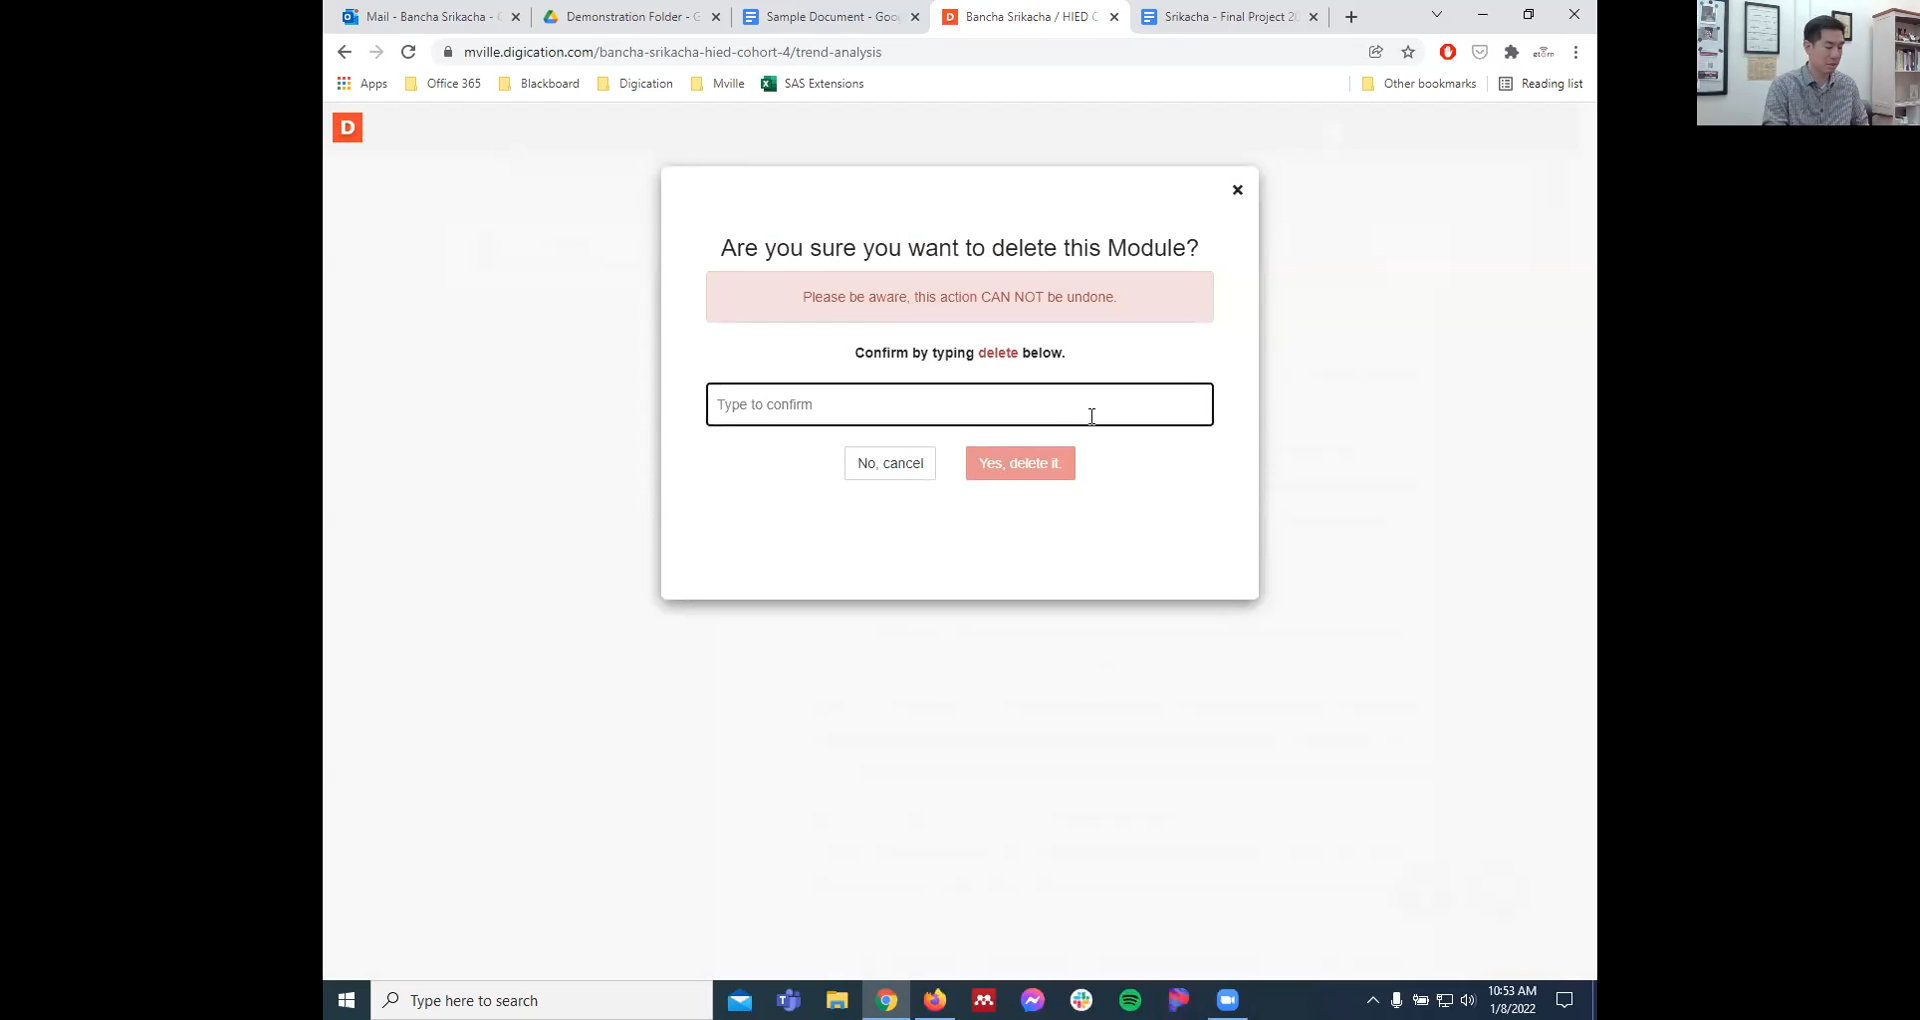 Mail - Bancha Srikacha -
Demonstration Folder - G
Sample Document - Goo
D Bancha Srikacha / HIED C
Srikacha - Final Project 20
mville.digication.com/bancha-srikacha-hied-cohort-4/trend-analysis
Apps Office 365 Blackboard Digication Mville SAS Extensions Other bookmarks Reading list
D
Are you sure you want to delete this Module?
Please be aware, this action CAN NOT be undone.
Confirm by typing delete below.
Type to confirm
No, cancel Yes, delete it.
Type here to search
10:53 AM
1/8/2022